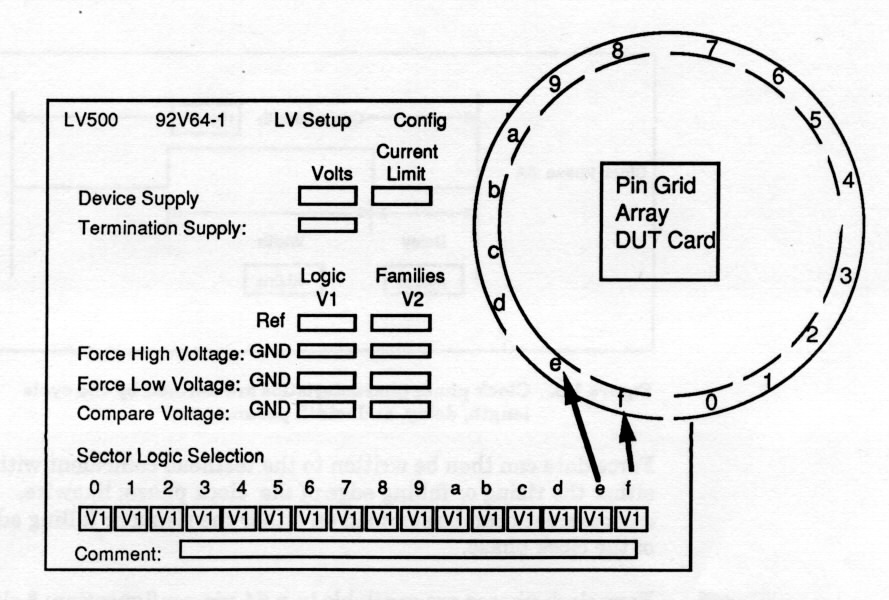 LV500 92V64-1 LV Setup Config
Current
Volts Limit
Device Supply
Termination Supply:
Logic Families
V1 V2
Ref
Force High Voltage: GND
Force Low Voltage: GND
Compare Voltage: GND
Sector Logic Selection
0 1 2 3 4 5 6 7 8 9 a b c d e
V1 V1 V1 V1 V1 V1 V1 V1 V1 V1 V1 V1 V1 V1 V1 V1
Comment:
Pin Grid
Array
DUT Card
0
1
2
3
4
5
6
7
8
9
a
b
c
d
e
f